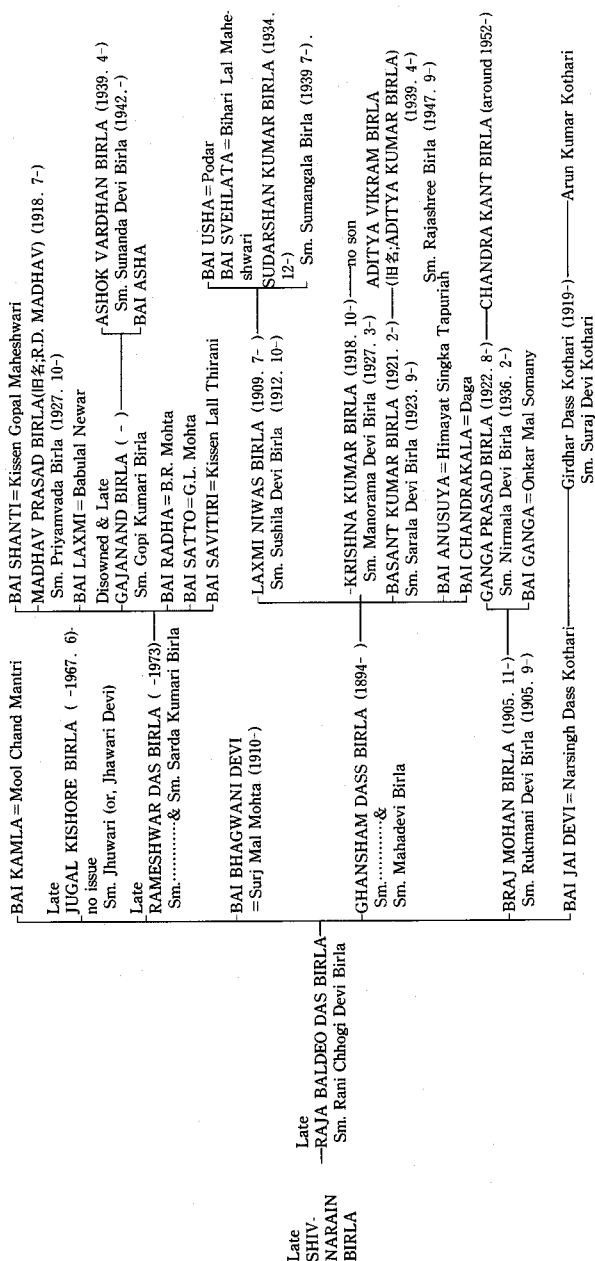 Late
SHIV-
NARAIN
BIRLA
Late
RAJA BALDEO DAS BIRLA
Sm. Rani Chhogi Devi Birla
BAI KAMLA=Mool Chand Mantri
Late
JUGAL KISHORE BIRLA ( -1967. 6)-
no issue
Sm. Jhuwari (or, Jhawari Devi)
Late
RAMESHWAR DAS BIRLA ( -1973)
Sm.............& Sm. Sarda Kumari Birla
BAI BHAGWANI DEVI
=Surj Mal Mohta (1910-)
GHANSHAM DASS BIRLA (1894- )
Sm.............&
Sm. Mahadevi Birla
BRAJ MOHAN BIRLA (1905. 11-)
Sm. Rukmani Devi Birla (1905. 9-)
BAI JAI DEVI=Narsingh Dass Kothari
BAI SHANTI=Kissen Gopal Maheshwari
MADHAV PRASAD BIRLA(旧名;R.D. MADHAV) (1918. 7-)
Sm. Priyamvada Birla (1927. 10-)
BAI LAXMI=Babulal Newar
Disowned & Late
GAJANAND BIRLA ( - )
Sm. Gopi Kumari Birla
BAI RADHA=B.R. Mohta
BAI SATTO=G.L. Mohta
BAI SAVITIRI=Kissen Lall Thirani
LAXMI NIWAS BIRLA (1909. 7- )
Sm. Sushila Devi Birla (1912. 10-)
KRISHNA KUMAR BIRLA (1918. 10-)—no son
Sm. Manorama Devi Birla (1927. 3-)
BASANT KUMAR BIRLA (1921. 2-)
Sm. Sarala Devi Birla (1923. 9-)
BAI ANUSUYA=Himayat Singka Tapuriah
BAI CHANDRAKALA=Daga
GANGA PRASAD BIRLA (1922. 8-)
Sm. Nirmala Devi Birla (1936. 2-)
BAI GANGA=Onkar Mal Somany
Girdhar Dass Kothari (1919-)
Sm. Suraj Devi Kothari
ASHOK VARDHAN BIRLA (1939. 4-)
Sm. Sunanda Devi Birla (1942.-)
BAI ASHA
BAI USHA=Podar
BAI SVEHLATA=Bihari Lal Mahe-
shwari
SUDARSHAN KUMAR BIRLA (1934.
12-)
Sm. Sumangala Birla (1939 7-).
ADITYA VIKRAM BIRLA
(旧名;ADITYA KUMAR BIRLA)
(1939. 4-)
Sm. Rajashree Birla (1947. 9-)
CHANDRA KANT BIRLA (around 1952-)
Arun Kumar Kothari